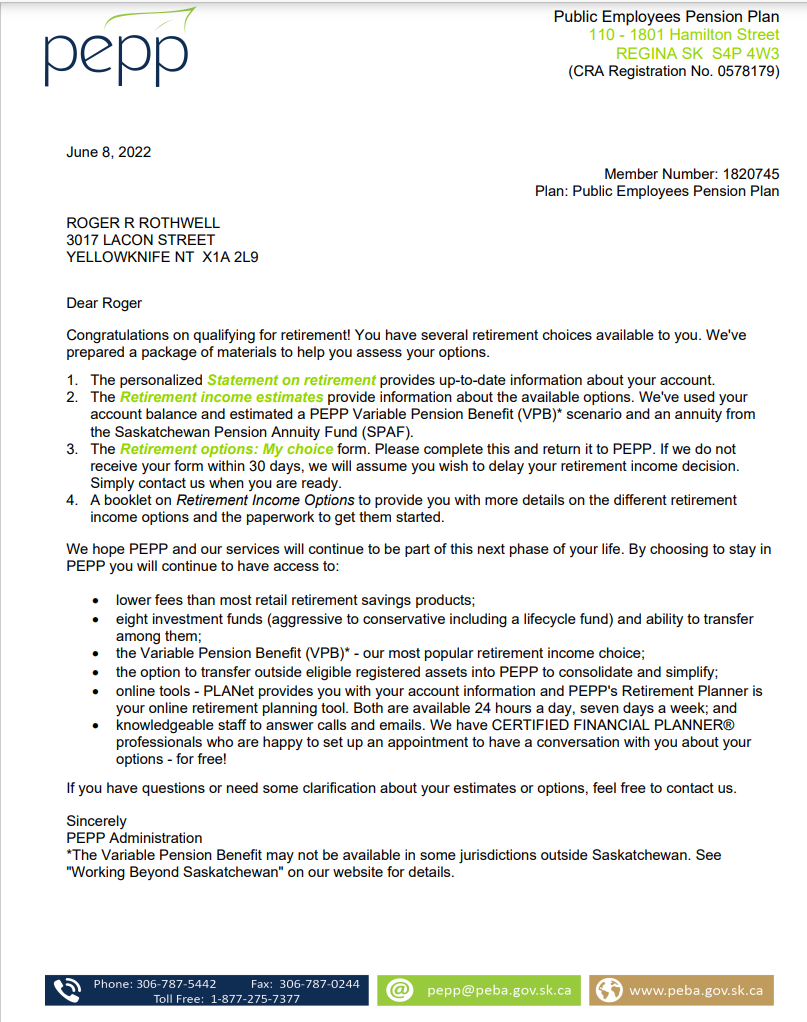 pepp
Public Employees Pension Plan
110 - 1801 Hamilton Street
REGINA SK  S4P 4W3
(CRA Registration No. 0578179)
June 8, 2022
Member Number: 1820745
Plan: Public Employees Pension Plan
ROGER R ROTHWELL
3017 LACON STREET
YELLOWKNIFE NT  X1A 2L9
Dear Roger
Congratulations on qualifying for retirement! You have several retirement choices available to you. We've
prepared a package of materials to help you assess your options.
1. The personalized Statement on retirement provides up-to-date information about your account.
2. The Retirement income estimates provide information about the available options. We've used your
account balance and estimated a PEPP Variable Pension Benefit (VPB)* scenario and an annuity from
the Saskatchewan Pension Annuity Fund (SPAF).
3. The Retirement options: My choice form. Please complete this and return it to PEPP. If we do not
receive your form within 30 days, we will assume you wish to delay your retirement income decision.
Simply contact us when you are ready.
4. A booklet on Retirement Income Options to provide you with more details on the different retirement
income options and the paperwork to get them started.
We hope PEPP and our services will continue to be part of this next phase of your life. By choosing to stay in
PEPP you will continue to have access to:
• lower fees than most retail retirement savings products;
• eight investment funds (aggressive to conservative including a lifecycle fund) and ability to transfer
among them;
• the Variable Pension Benefit (VPB)* - our most popular retirement income choice;
• the option to transfer outside eligible registered assets into PEPP to consolidate and simplify;
• online tools - PLANet provides you with your account information and PEPP's Retirement Planner is
your online retirement planning tool. Both are available 24 hours a day, seven days a week; and
• knowledgeable staff to answer calls and emails. We have CERTIFIED FINANCIAL PLANNER®
professionals who are happy to set up an appointment to have a conversation with you about your
options - for free!
If you have questions or need some clarification about your estimates or options, feel free to contact us.
Sincerely
PEPP Administration
*The Variable Pension Benefit may not be available in some jurisdictions outside Saskatchewan. See
"Working Beyond Saskatchewan" on our website for details.
Phone: 306-787-5442 Fax: 306-787-0244
Toll Free: 1-877-275-7377
pepp@peba.gov.sk.ca
www.peba.gov.sk.ca